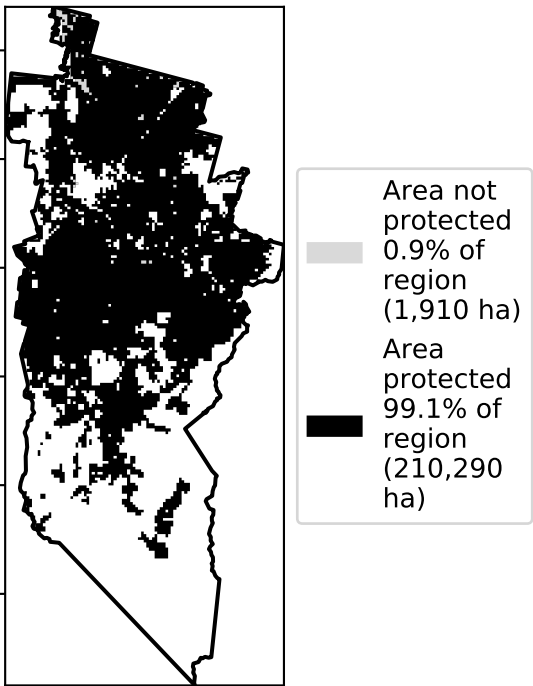 Area not
protected
0.9% of
region
(1,910 ha)
Area
protected
99.1% of
region
(210,290
ha)